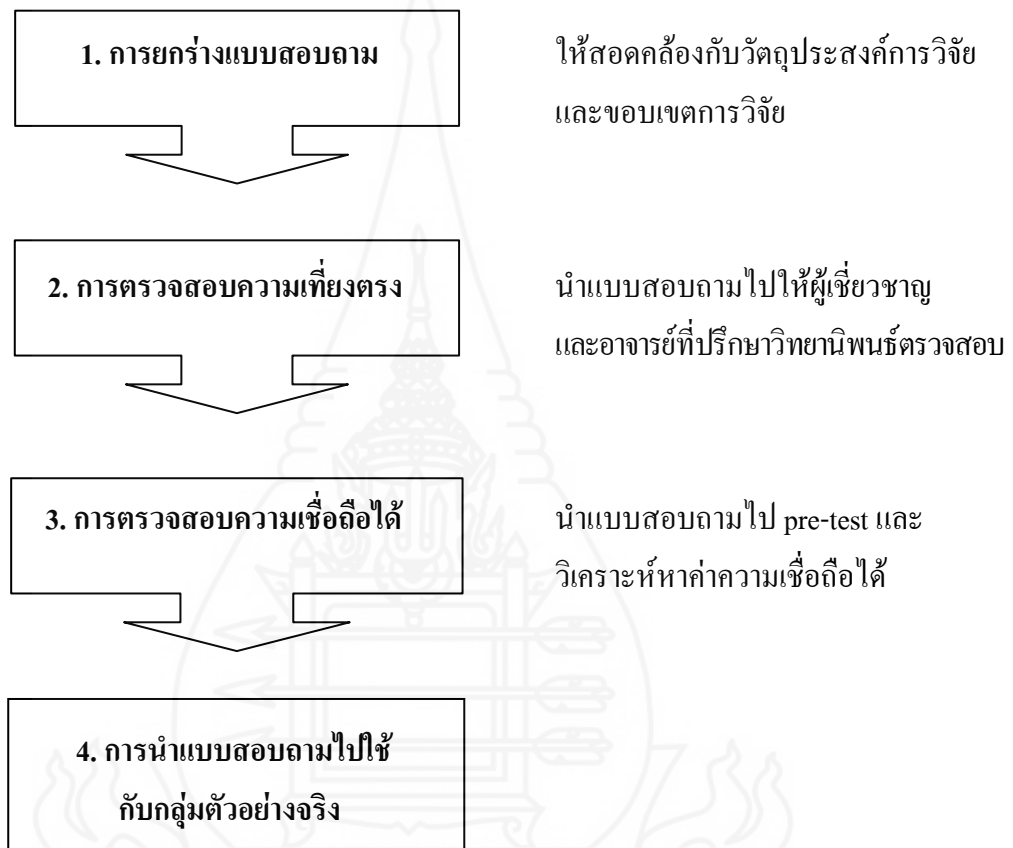 1. การยกร่างแบบสอบถาม
ให้สอดคล้องกับวัตถุประสงค์การวิจัย
และขอบเขตการวิจัย
2. การตรวจสอบความเที่ยงตรง
นำแบบสอบถามไปให้ผู้เชี่ยวชาญ
และอาจารย์ที่ปรึกษาวิทยานิพนธ์ตรวจสอบ
3. การตรวจสอบความเชื่อถือได้
นำแบบสอบถามไป pre-test และ
วิเคราะห์หาค่าความเชื่อถือได้
4. การนำแบบสอบถามไปใช้
กับกลุ่มตัวอย่างจริง